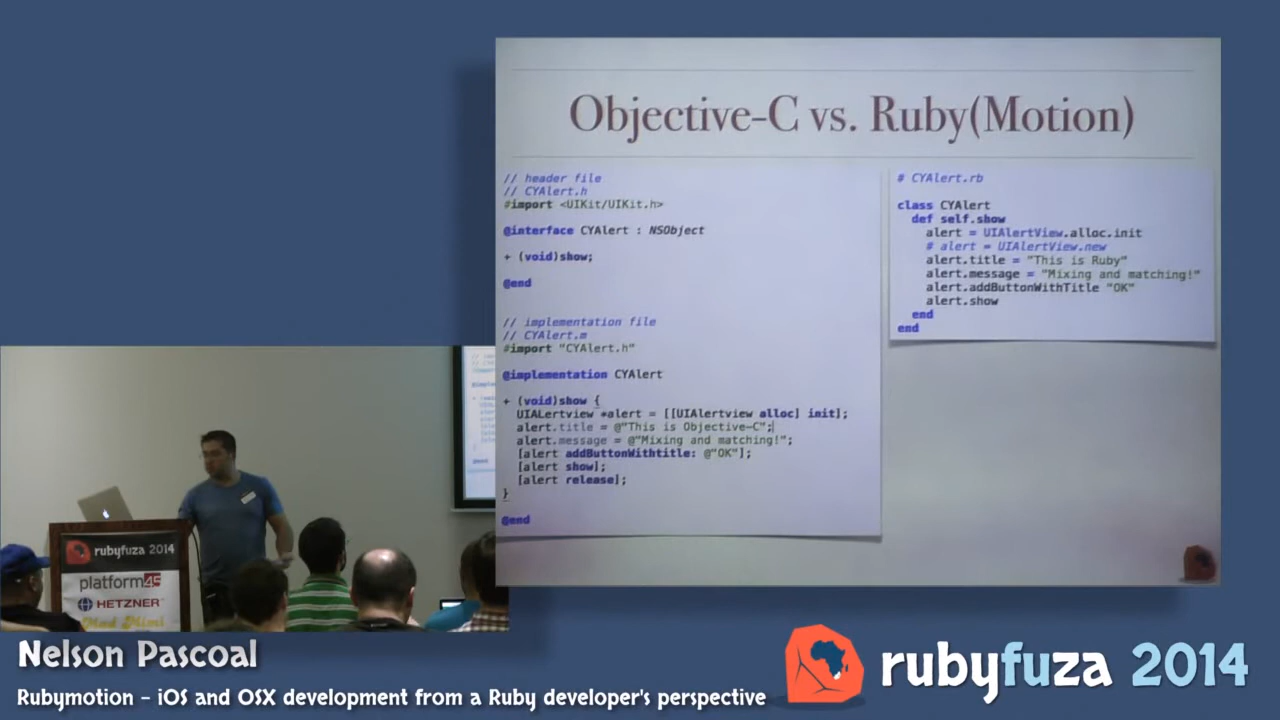 Objective-C vs. Ruby(Motion)
// header file
// CYAlert.h
#import <UIKit/UIKit.h>
@interface CYAlert : NSObject
+ (void)show;
@end
// implementation file
// CYAlert.m
#import "CYAlert.h"
@implementation CYAlert
+ (void)show {
UIALertview *alert = [[UIAlertview alloc] init];
alert.title = @"This is Objective-C";
alert.message = @"Mixing and matching!";
[alert addButtonWithtitle: @"OK"];
[alert show];
[alert release];
}
@end
# CYAlert.rb
class CYAlert
def self.show
alert = UIAlertView.alloc.init
# alert = UIAlertView.new
alert.title = "This is Ruby"
alert.message = "Mixing and matching!"
alert.addButtonWithTitle "OK"
alert.show
end
end
rubyfuza 2014
platform45
HETZNER
Mad Mimi
Nelson Pascoal
Rubymotion - iOS and OSX development from a Ruby developer's perspective
rubyfuza 2014